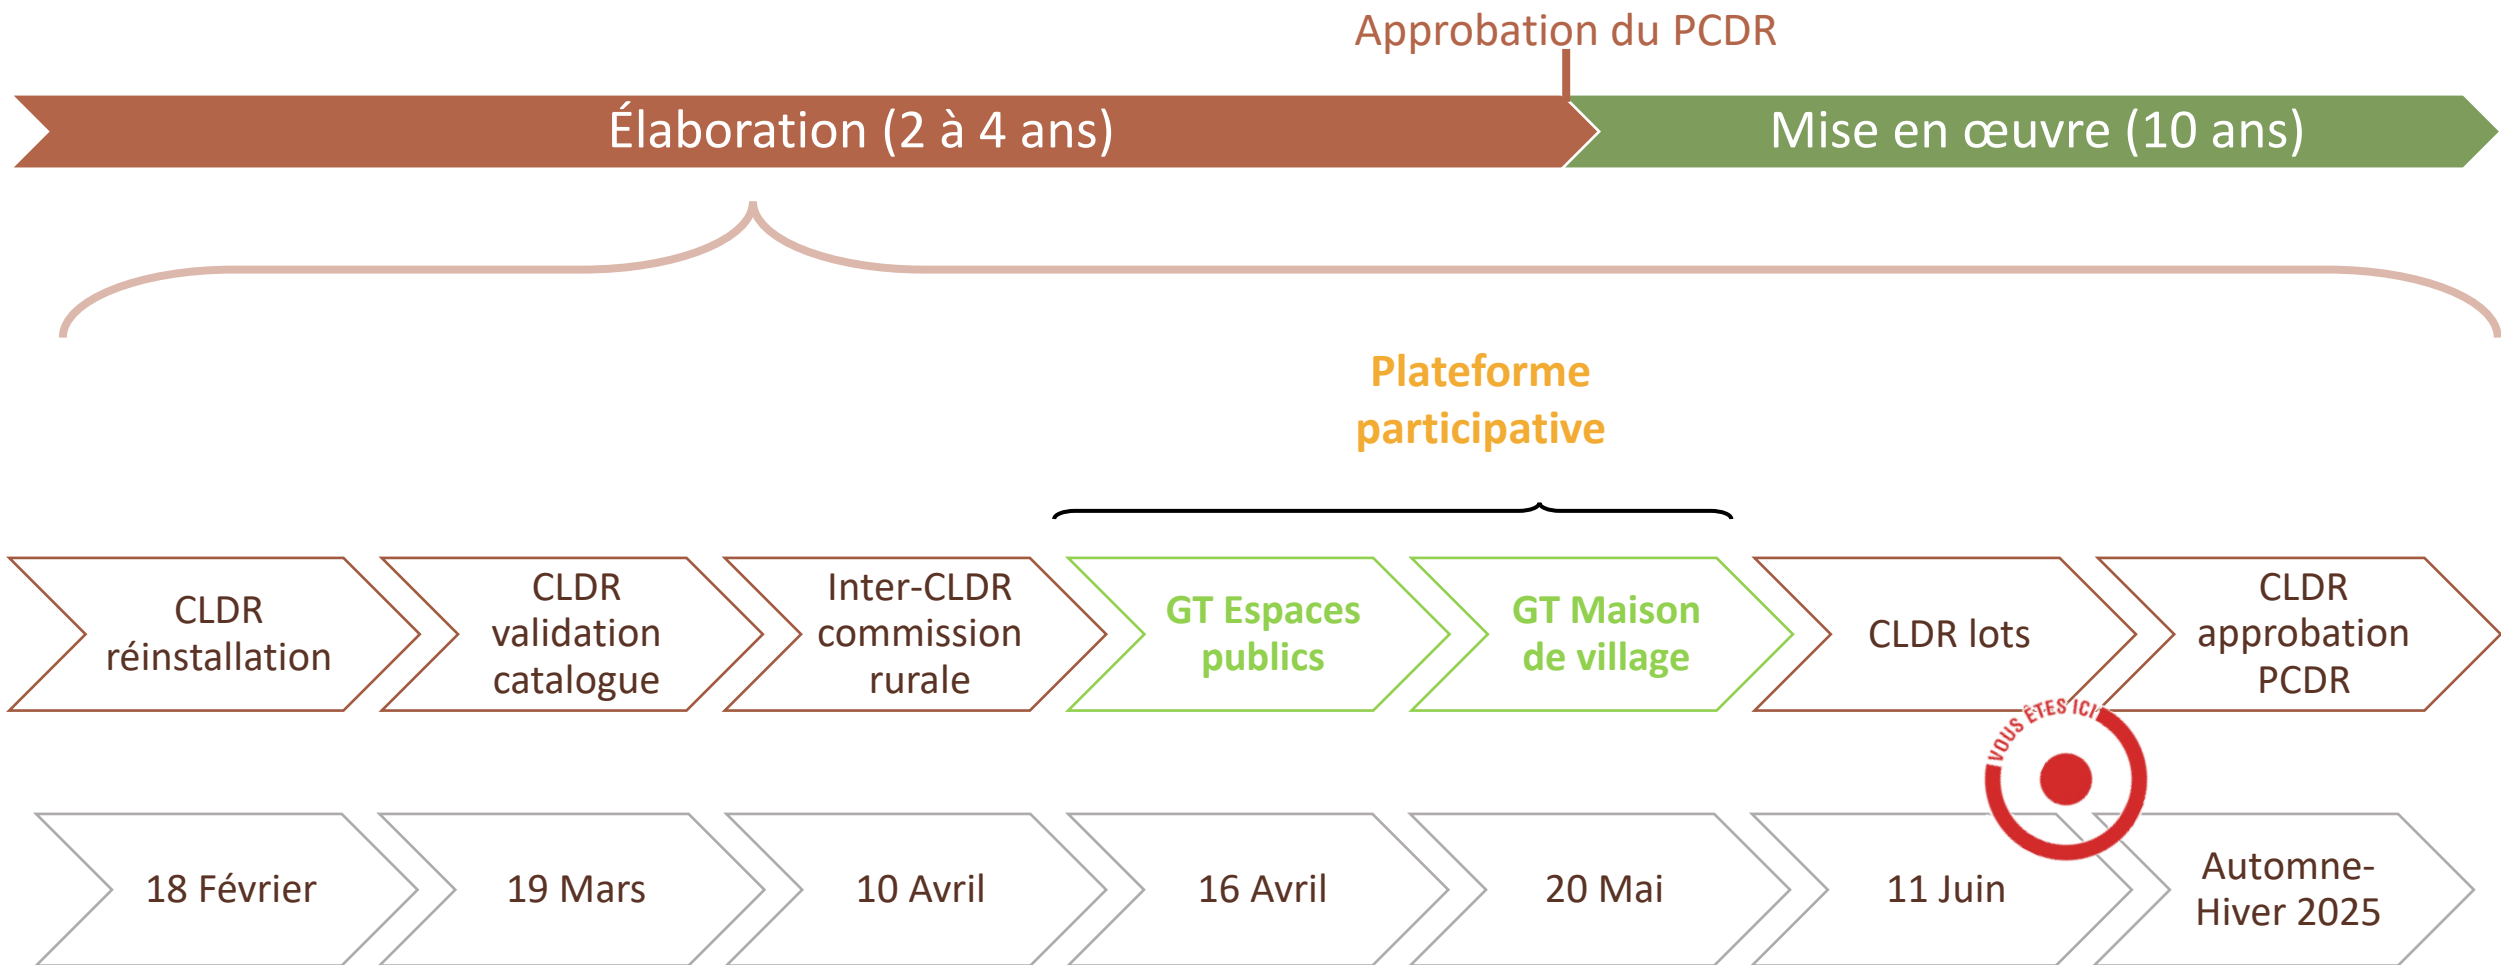 Approbation du PCDR
Élaboration (2 à 4 ans)
Mise en œuvre (10 ans)
Plateforme
participative
CLDR
réinstallation
CLDR
validation
catalogue
Inter-CLDR
commission
rurale
GT Espaces
publics
GT Maison
de village
CLDR lots
CLDR
approbation
PCDR
VOUS ÊTES ICI
18 Février
19 Mars
10 Avril
16 Avril
20 Mai
11 Juin
Automne-
Hiver 2025